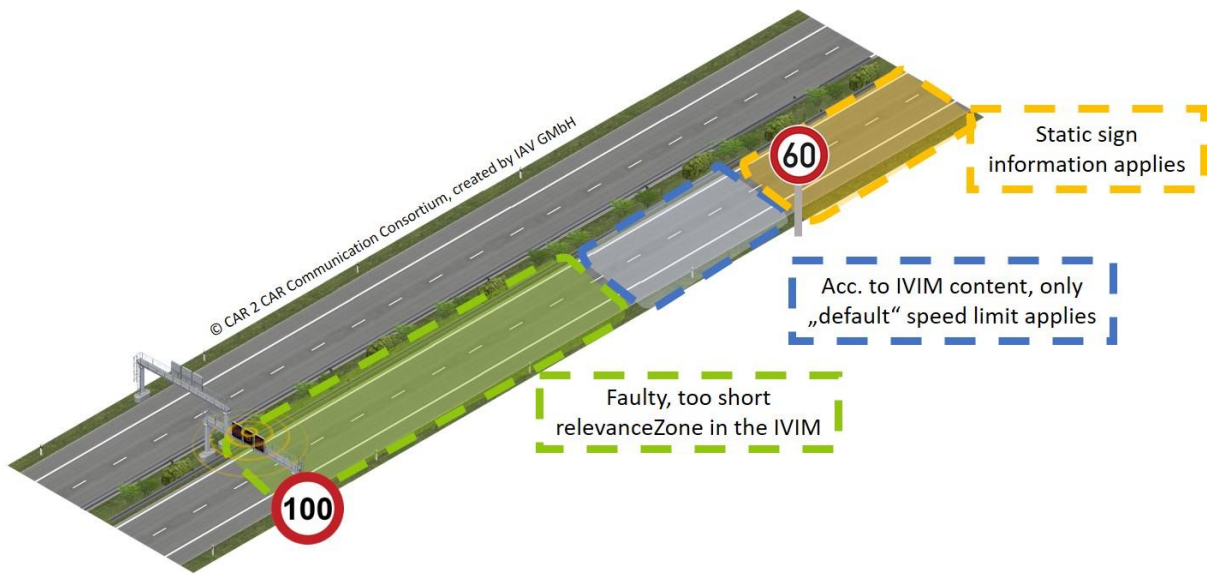 © CAR 2 CAR Communication Consortium, created by IAV GMbH
60
Static sign
information applies
Acc. to IVIM content, only
„default“ speed limit applies
Faulty, too short
relevanceZone in the IVIM
100